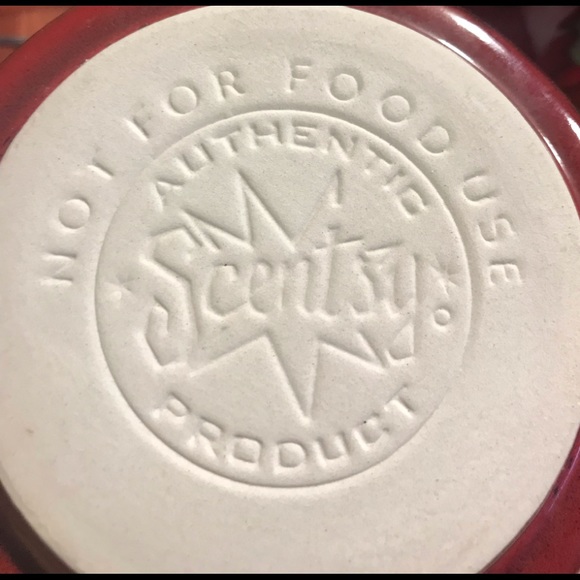 NOT FOR FOOD USE
AUTHENTIC
Scentsy
PRODUCT